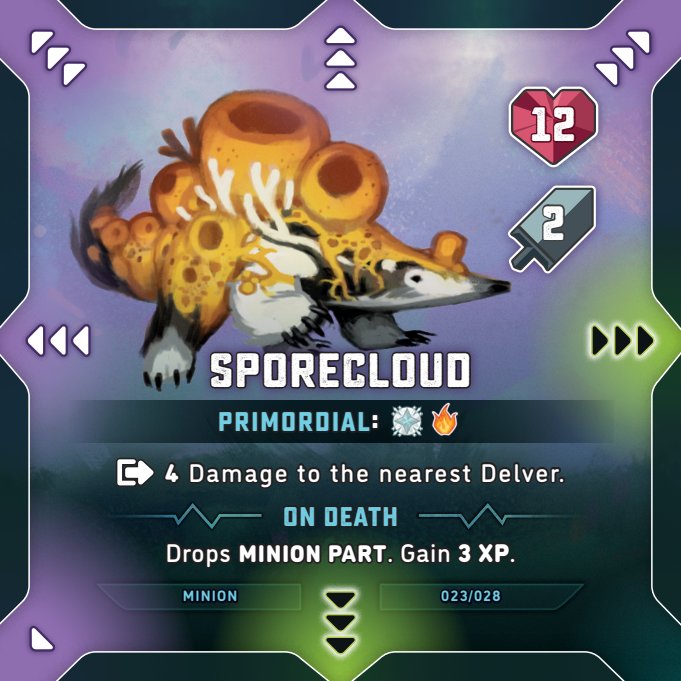 12
2
SPORECLOUD
PRIMORDIAL:
4 Damage to the nearest Delver.
ON DEATH
Drops MINION PART. Gain 3 XP.
MINION
023/028